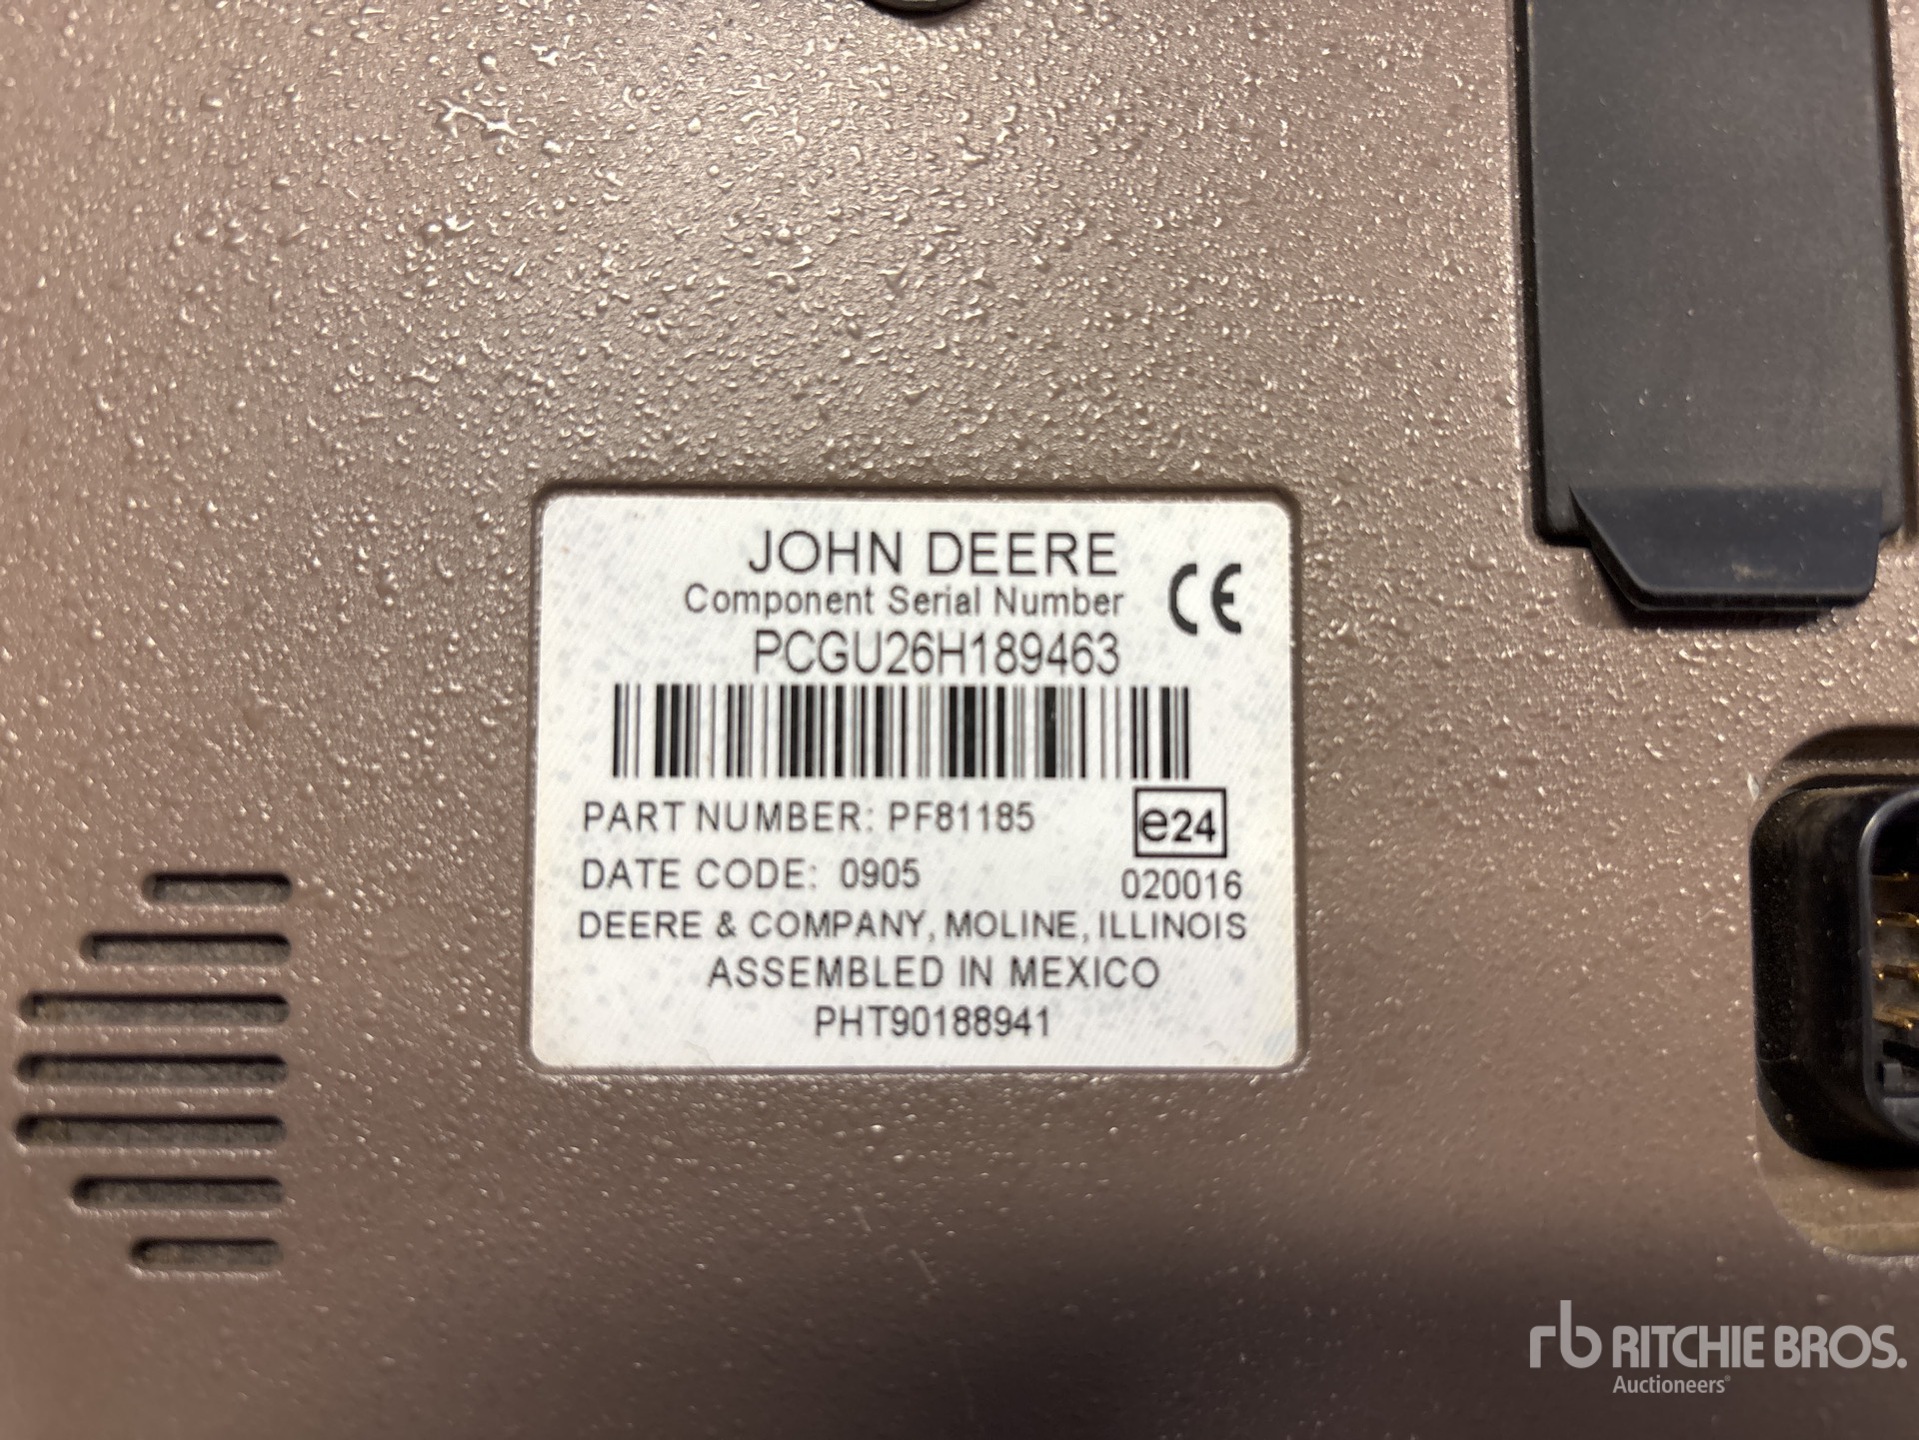 JOHN DEERE
Component Serial Number
CE
PCGU26H189463
PART NUMBER: PF81185
e24
DATE CODE: 0905
020016
DEERE & COMPANY, MOLINE, ILLINOIS
ASSEMBLED IN MEXICO
PHT90188941
rb RITCHIE BROS.
Auctioneers®